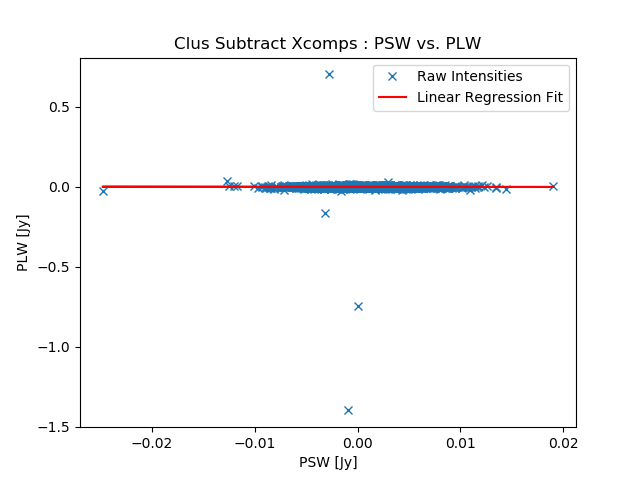 Clus Subtract Xcomps : PSW vs. PLW
Raw Intensities
Linear Regression Fit
PLW [Jy]
0.5
0.0
−0.5
−1.0
−1.5
−0.02 −0.01 0.00 0.01 0.02
PSW [Jy]